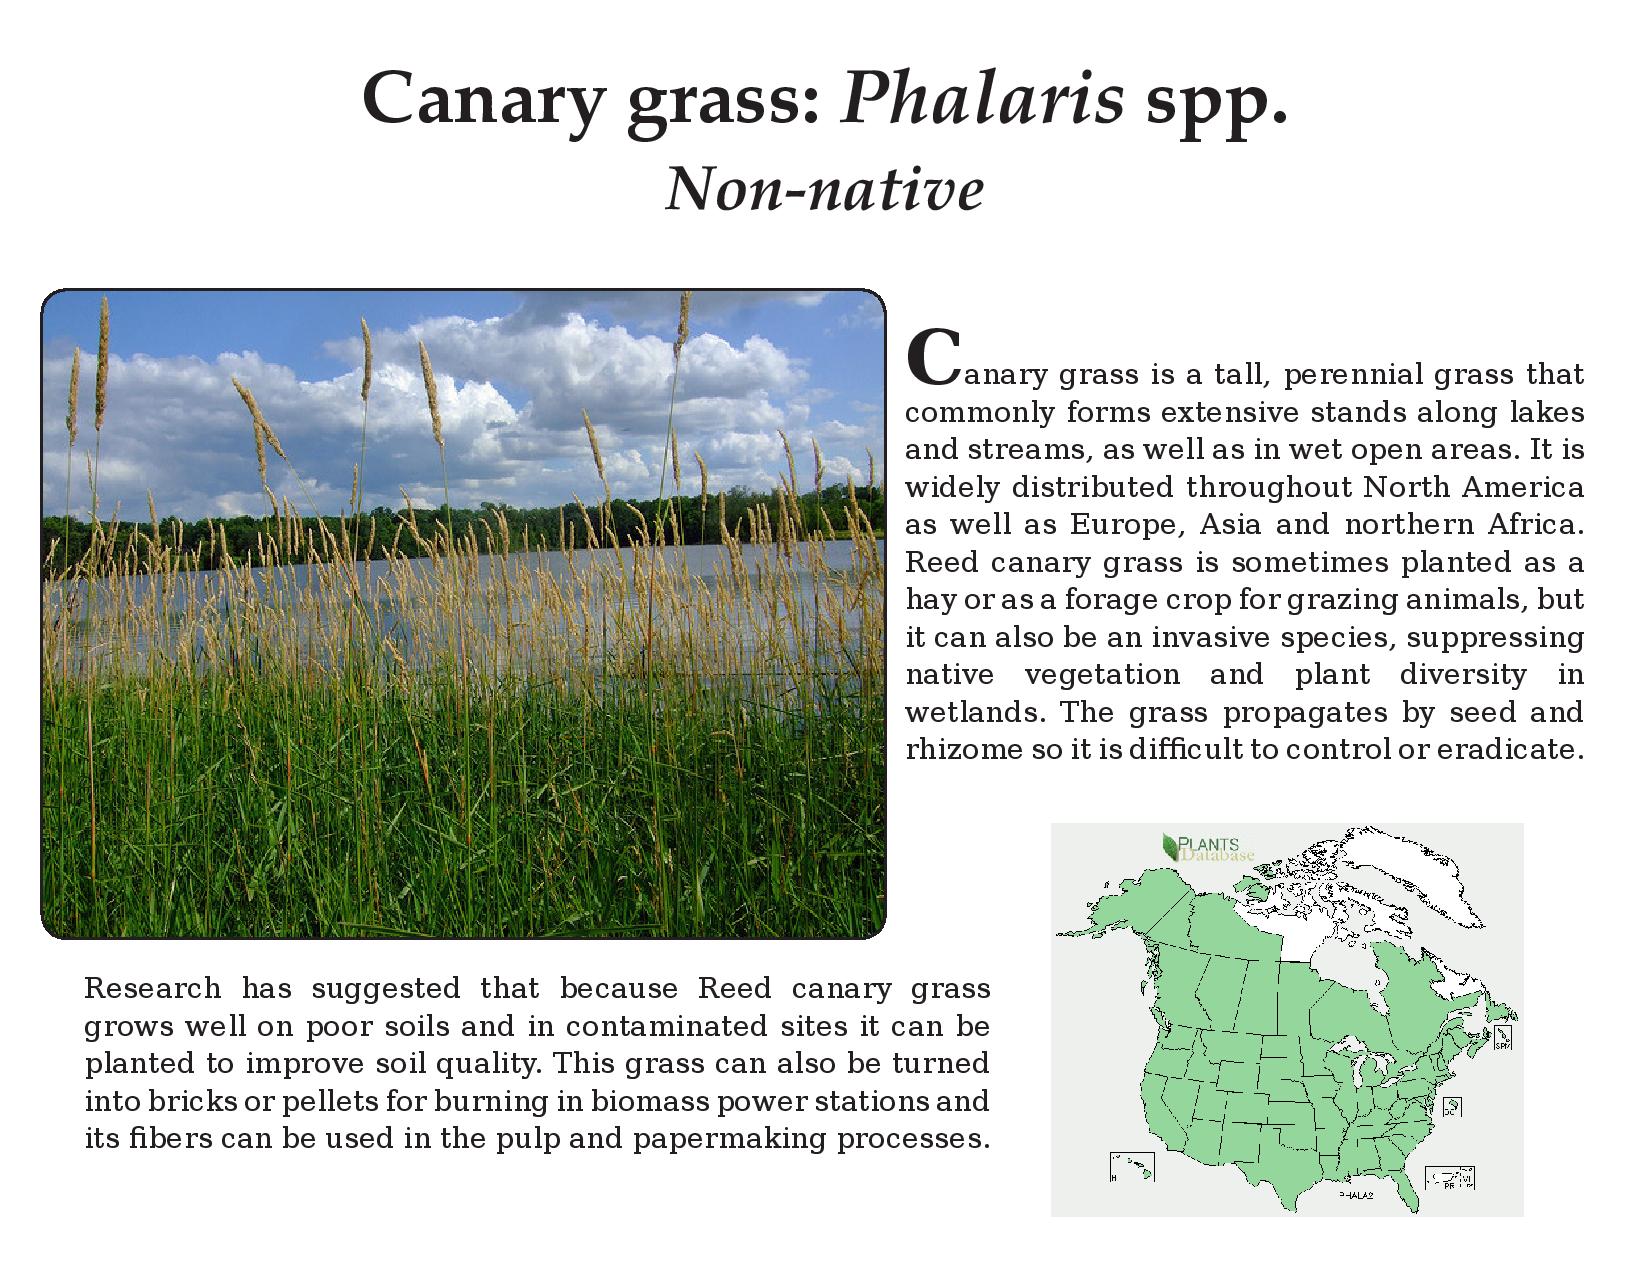 Canary grass: Phalaris spp.
Non-native
Canary grass is a tall, perennial grass that
commonly forms extensive stands along lakes
and streams, as well as in wet open areas. It is
widely distributed throughout North America
as well as Europe, Asia and northern Africa.
Reed canary grass is sometimes planted as a
hay or as a forage crop for grazing animals, but
it can also be an invasive species, suppressing
native vegetation and plant diversity in
wetlands. The grass propagates by seed and
rhizome so it is difficult to control or eradicate.
Research has suggested that because Reed canary grass
grows well on poor soils and in contaminated sites it can be
planted to improve soil quality. This grass can also be turned
into bricks or pellets for burning in biomass power stations and
its fibers can be used in the pulp and papermaking processes.
PLANTS
Database
SPM
DC
H
PR VI
PHALA2